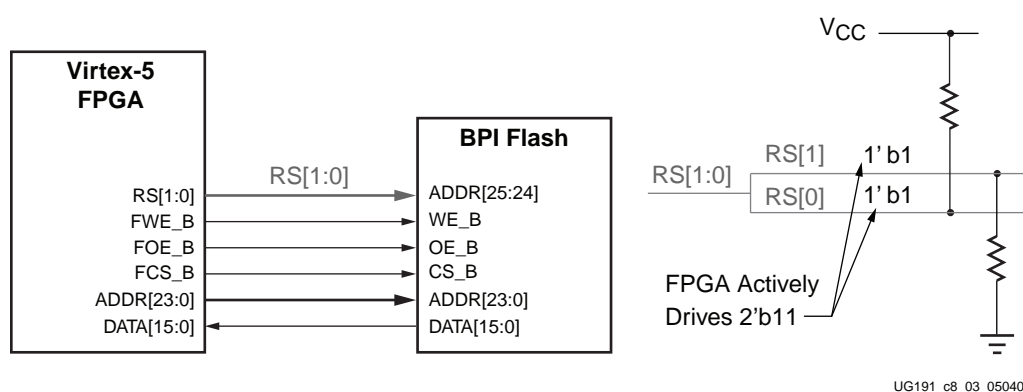 Virtex-5
FPGA
RS[1:0]
FWE_B
FOE_B
FCS_B
ADDR[23:0]
DATA[15:0]
RS[1:0]
BPI Flash
ADDR[25:24]
WE_B
OE_B
CS_B
ADDR[23:0]
DATA[15:0]
VCC
RS[1:0]
RS[1] 1’ b1
RS[0] 1’ b1
FPGA Actively
Drives 2’b11
UG191_c8_03_05040